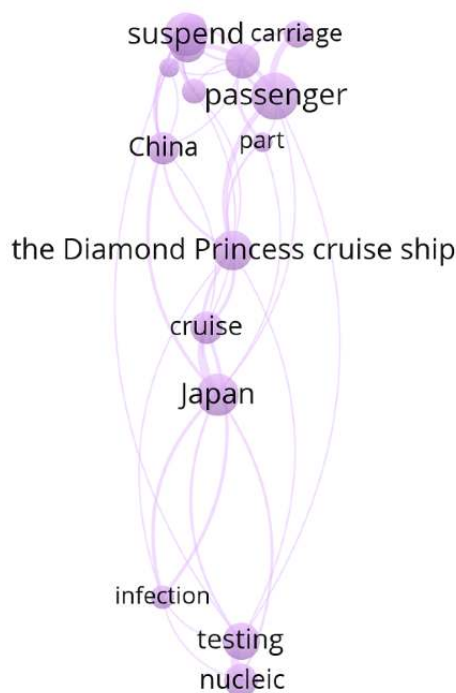 suspend
carriage
passenger
China
part
the Diamond Princess cruise ship
cruise
Japan
infection
testing
nucleic